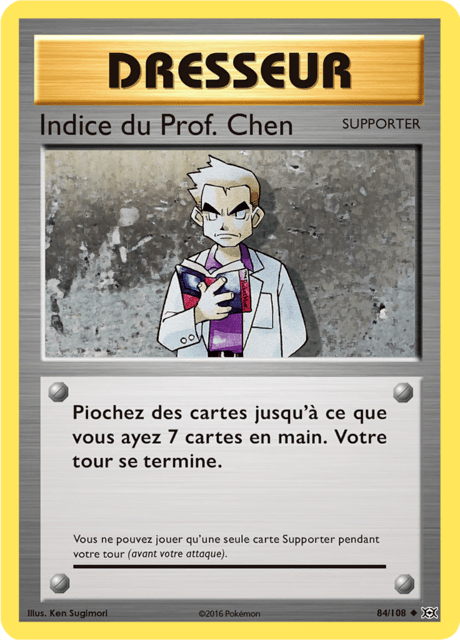 DRESSEUR
Indice du Prof. Chen
SUPPORTER
Piochez des cartes jusqu'à ce que
vous ayez 7 cartes en main. Votre
tour se termine.
Vous ne pouvez jouer qu'une seule carte Supporter pendant
votre tour (avant votre attaque).
Illus. Ken Sugimori
©2016 Pokémon
84/108